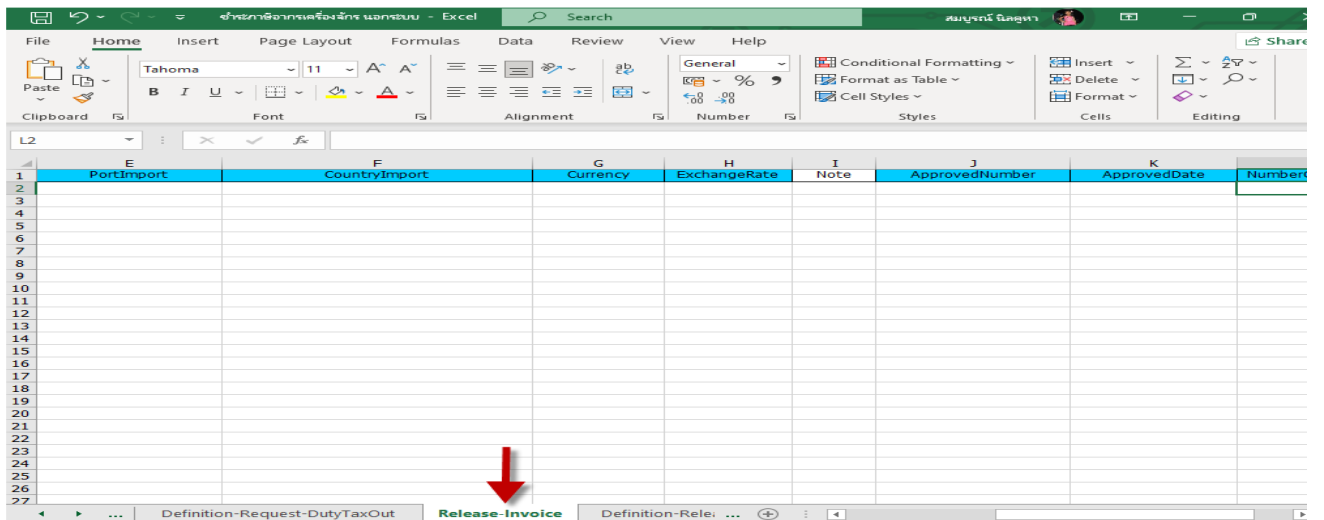 ชำระภาษีอากรเครื่องจักร นอกระบบ - Excel
Search
สมบูรณ์ นิลคูหา
File Home Insert Page Layout Formulas Data Review View Help
Share
Paste
Tahoma 11 A A
B I U A
ab
General
% 9
Conditional Formatting
Format as Table
Cell Styles
Insert
Delete
Format
Clipboard Font Alignment Number Styles Cells Editing
L2 fx
E F G H I J K
1 PortImport CountryImport Currency ExchangeRate Note ApprovedNumber ApprovedDate
2
3
4
5
6
7
8
9
10
11
12
13
14
15
16
17
18
19
20
21
22
23
24
25
26
27
... Definition-Request-DutyTaxOut Release-Invoice Definition-Rele ...